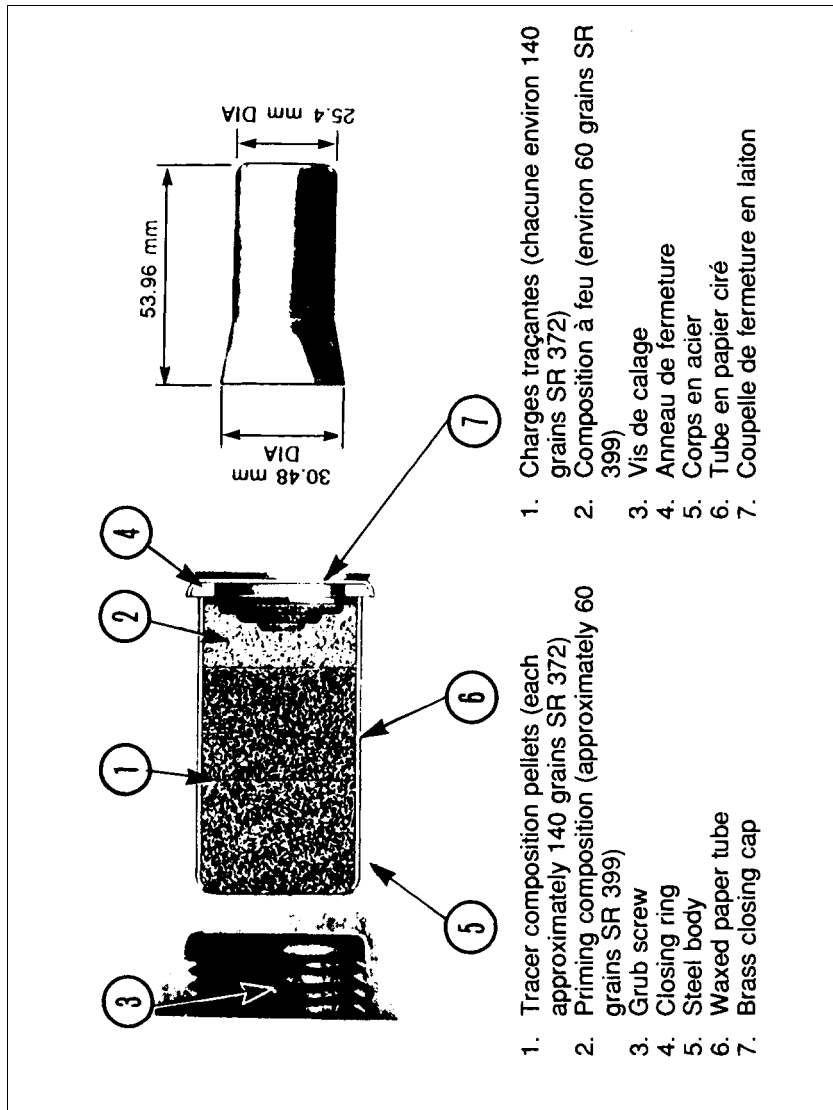 4
2
1
3
5
6
7
53.96 mm
30.48 mm
DIA
25.4 mm DIA
1. Tracer composition pellets (each
approximately 140 grains SR 372)
2. Priming composition (approximately 60
grains SR 399)
3. Grub screw
4. Closing ring
5. Steel body
6. Waxed paper tube
7. Brass closing cap
1. Charges traçantes (chacune environ 140
grains SR 372)
2. Composition à feu (environ 60 grains SR
399)
3. Vis de calage
4. Anneau de fermeture
5. Corps en acier
6. Tube en papier ciré
7. Coupelle de fermeture en laiton